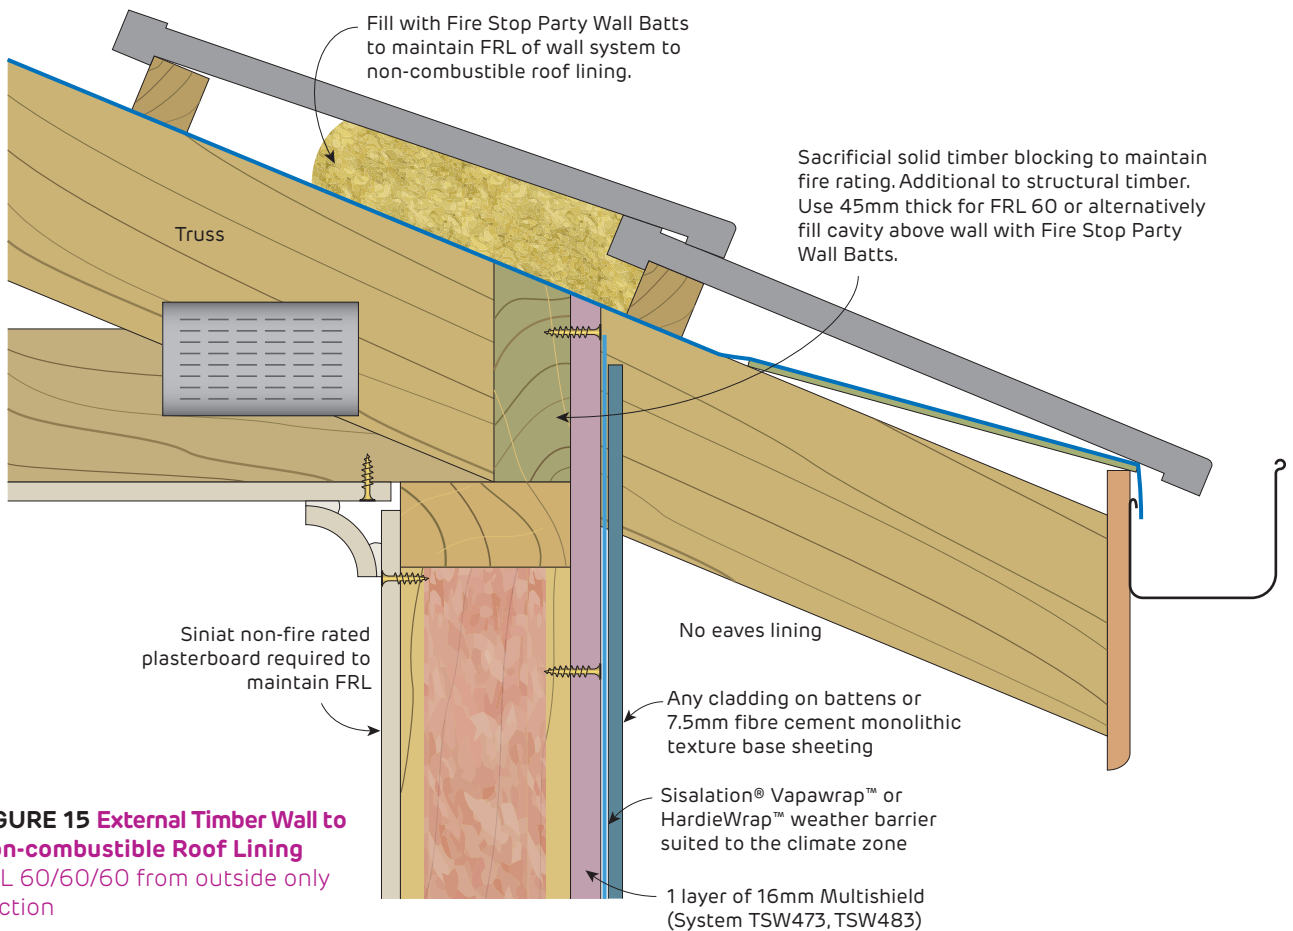 Fill with Fire Stop Party Wall Batts
to maintain FRL of wall system to
non-combustible roof lining.
Sacrificial solid timber blocking to maintain
fire rating. Additional to structural timber.
Use 45mm thick for FRL 60 or alternatively
fill cavity above wall with Fire Stop Party
Wall Batts.
Truss
Siniat non-fire rated
plasterboard required to
maintain FRL
No eaves lining
Any cladding on battens or
7.5mm fibre cement monolithic
texture base sheeting
Sisalation® Vapawrap™ or
HardieWrap™ weather barrier
suited to the climate zone
1 layer of 16mm Multishield
(System TSW473, TSW483)
GURE 15 External Timber Wall to
n-combustible Roof Lining
L 60/60/60 from outside only
ction